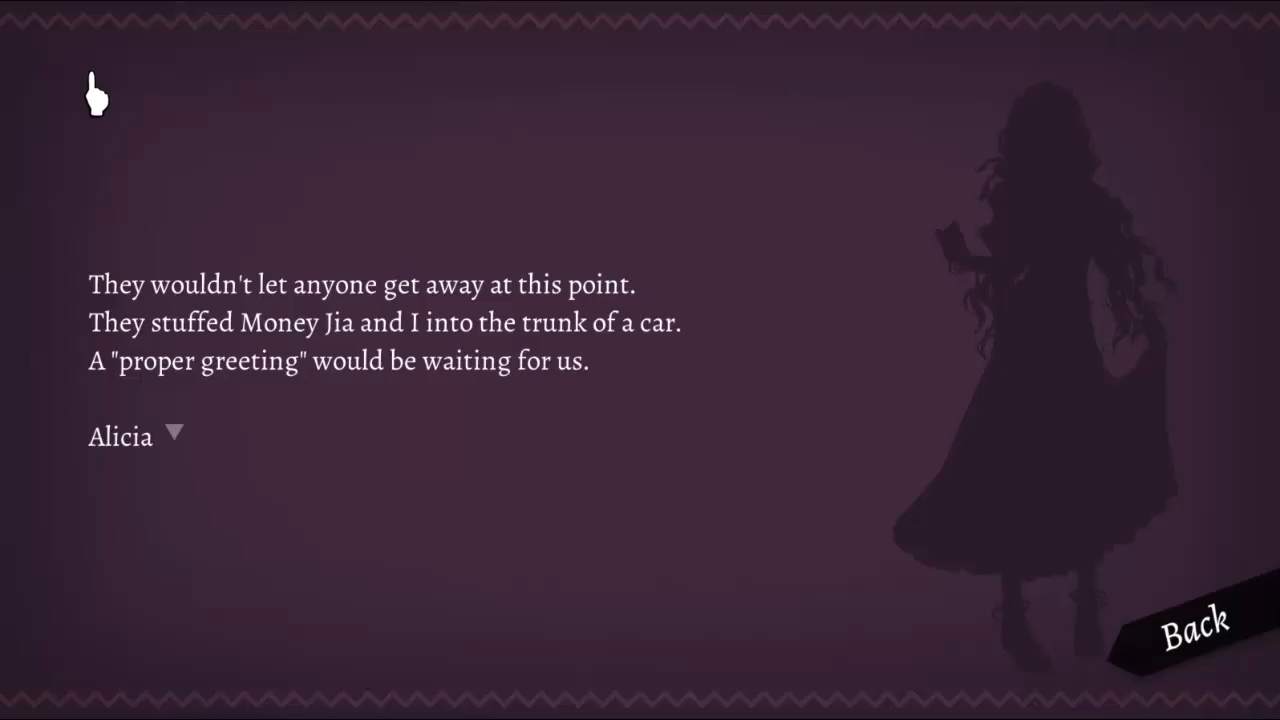 They wouldn't let anyone get away at this point.
They stuffed Money Jia and I into the trunk of a car.
A "proper greeting" would be waiting for us.
Alicia
Back